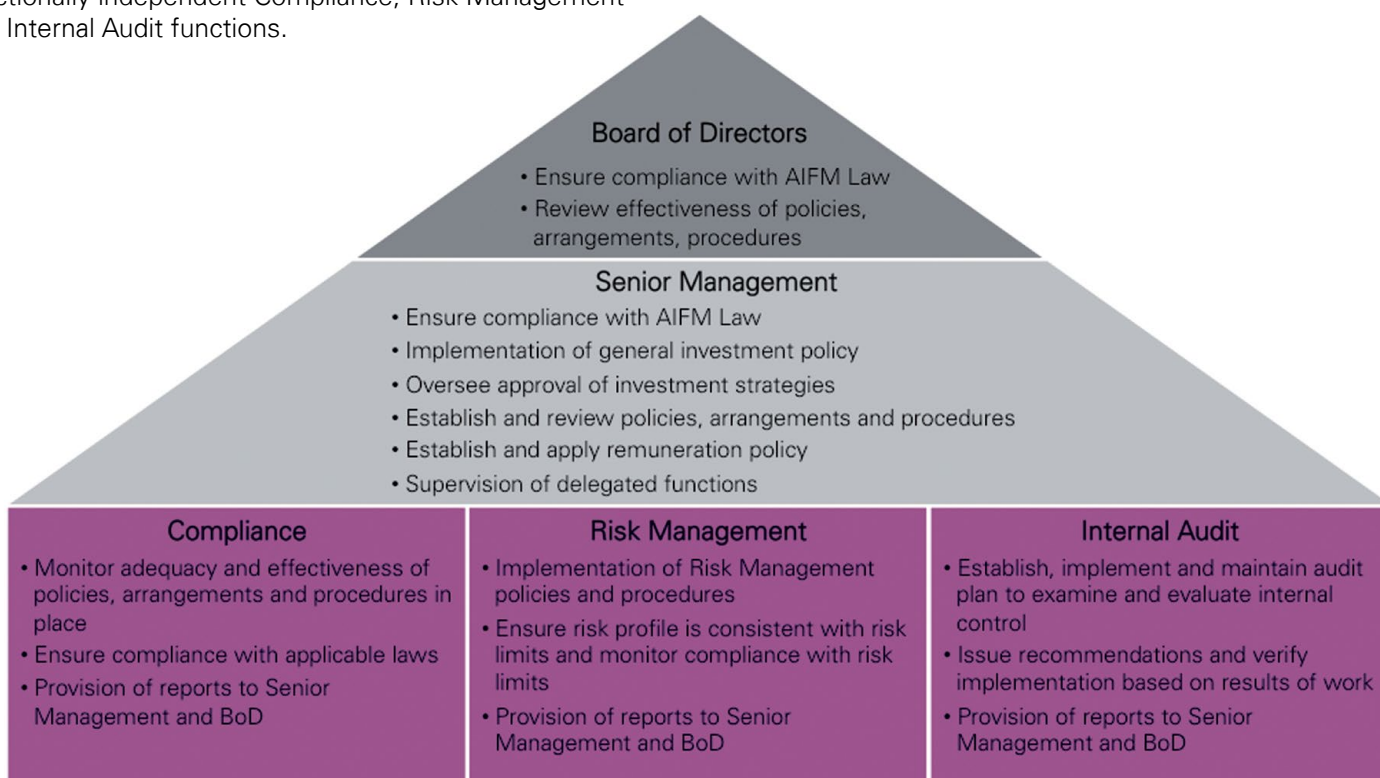 Internal Audit functions.
Board of Directors
• Ensure compliance with AIFM Law
• Review effectiveness of policies,
arrangements, procedures
Senior Management
• Ensure compliance with AIFM Law
• Implementation of general investment policy
• Oversee approval of investment strategies
• Establish and review policies, arrangements and procedures
• Establish and apply remuneration policy
• Supervision of delegated functions
Compliance
• Monitor adequacy and effectiveness of
policies, arrangements and procedures in
place
• Ensure compliance with applicable laws
• Provision of reports to Senior
Management and BoD
Risk Management
• Implementation of Risk Management
policies and procedures
• Ensure risk profile is consistent with risk
limits and monitor compliance with risk
limits
• Provision of reports to Senior
Management and BoD
Internal Audit
• Establish, implement and maintain audit
plan to examine and evaluate internal
control
• Issue recommendations and verify
implementation based on results of work
• Provision of reports to Senior
Management and BoD